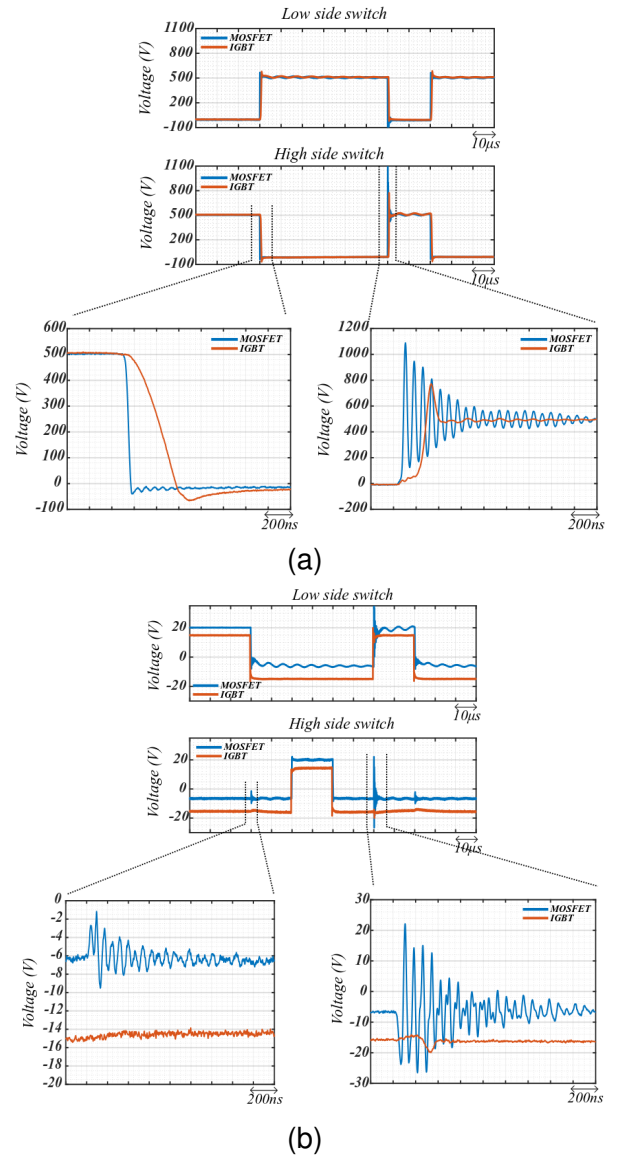 Low side switch
1100
800
500
200
-100
Voltage (V)
MOSFET
IGBT
10μs
High side switch
1100
800
500
200
-100
Voltage (V)
MOSFET
IGBT
10μs
600
500
400
300
200
100
0
-100
Voltage (V)
MOSFET
IGBT
200ns
1200
1000
800
600
400
200
0
-200
Voltage (V)
MOSFET
IGBT
200ns
(a)
Low side switch
20
0
-20
Voltage (V)
MOSFET
IGBT
10μs
High side switch
20
0
-20
Voltage (V)
MOSFET
IGBT
10μs
0
-2
-4
-6
-8
-10
-12
-14
-16
-18
-20
Voltage (V)
200ns
30
20
10
0
-10
-20
-30
Voltage (V)
MOSFET
IGBT
200ns
(b)